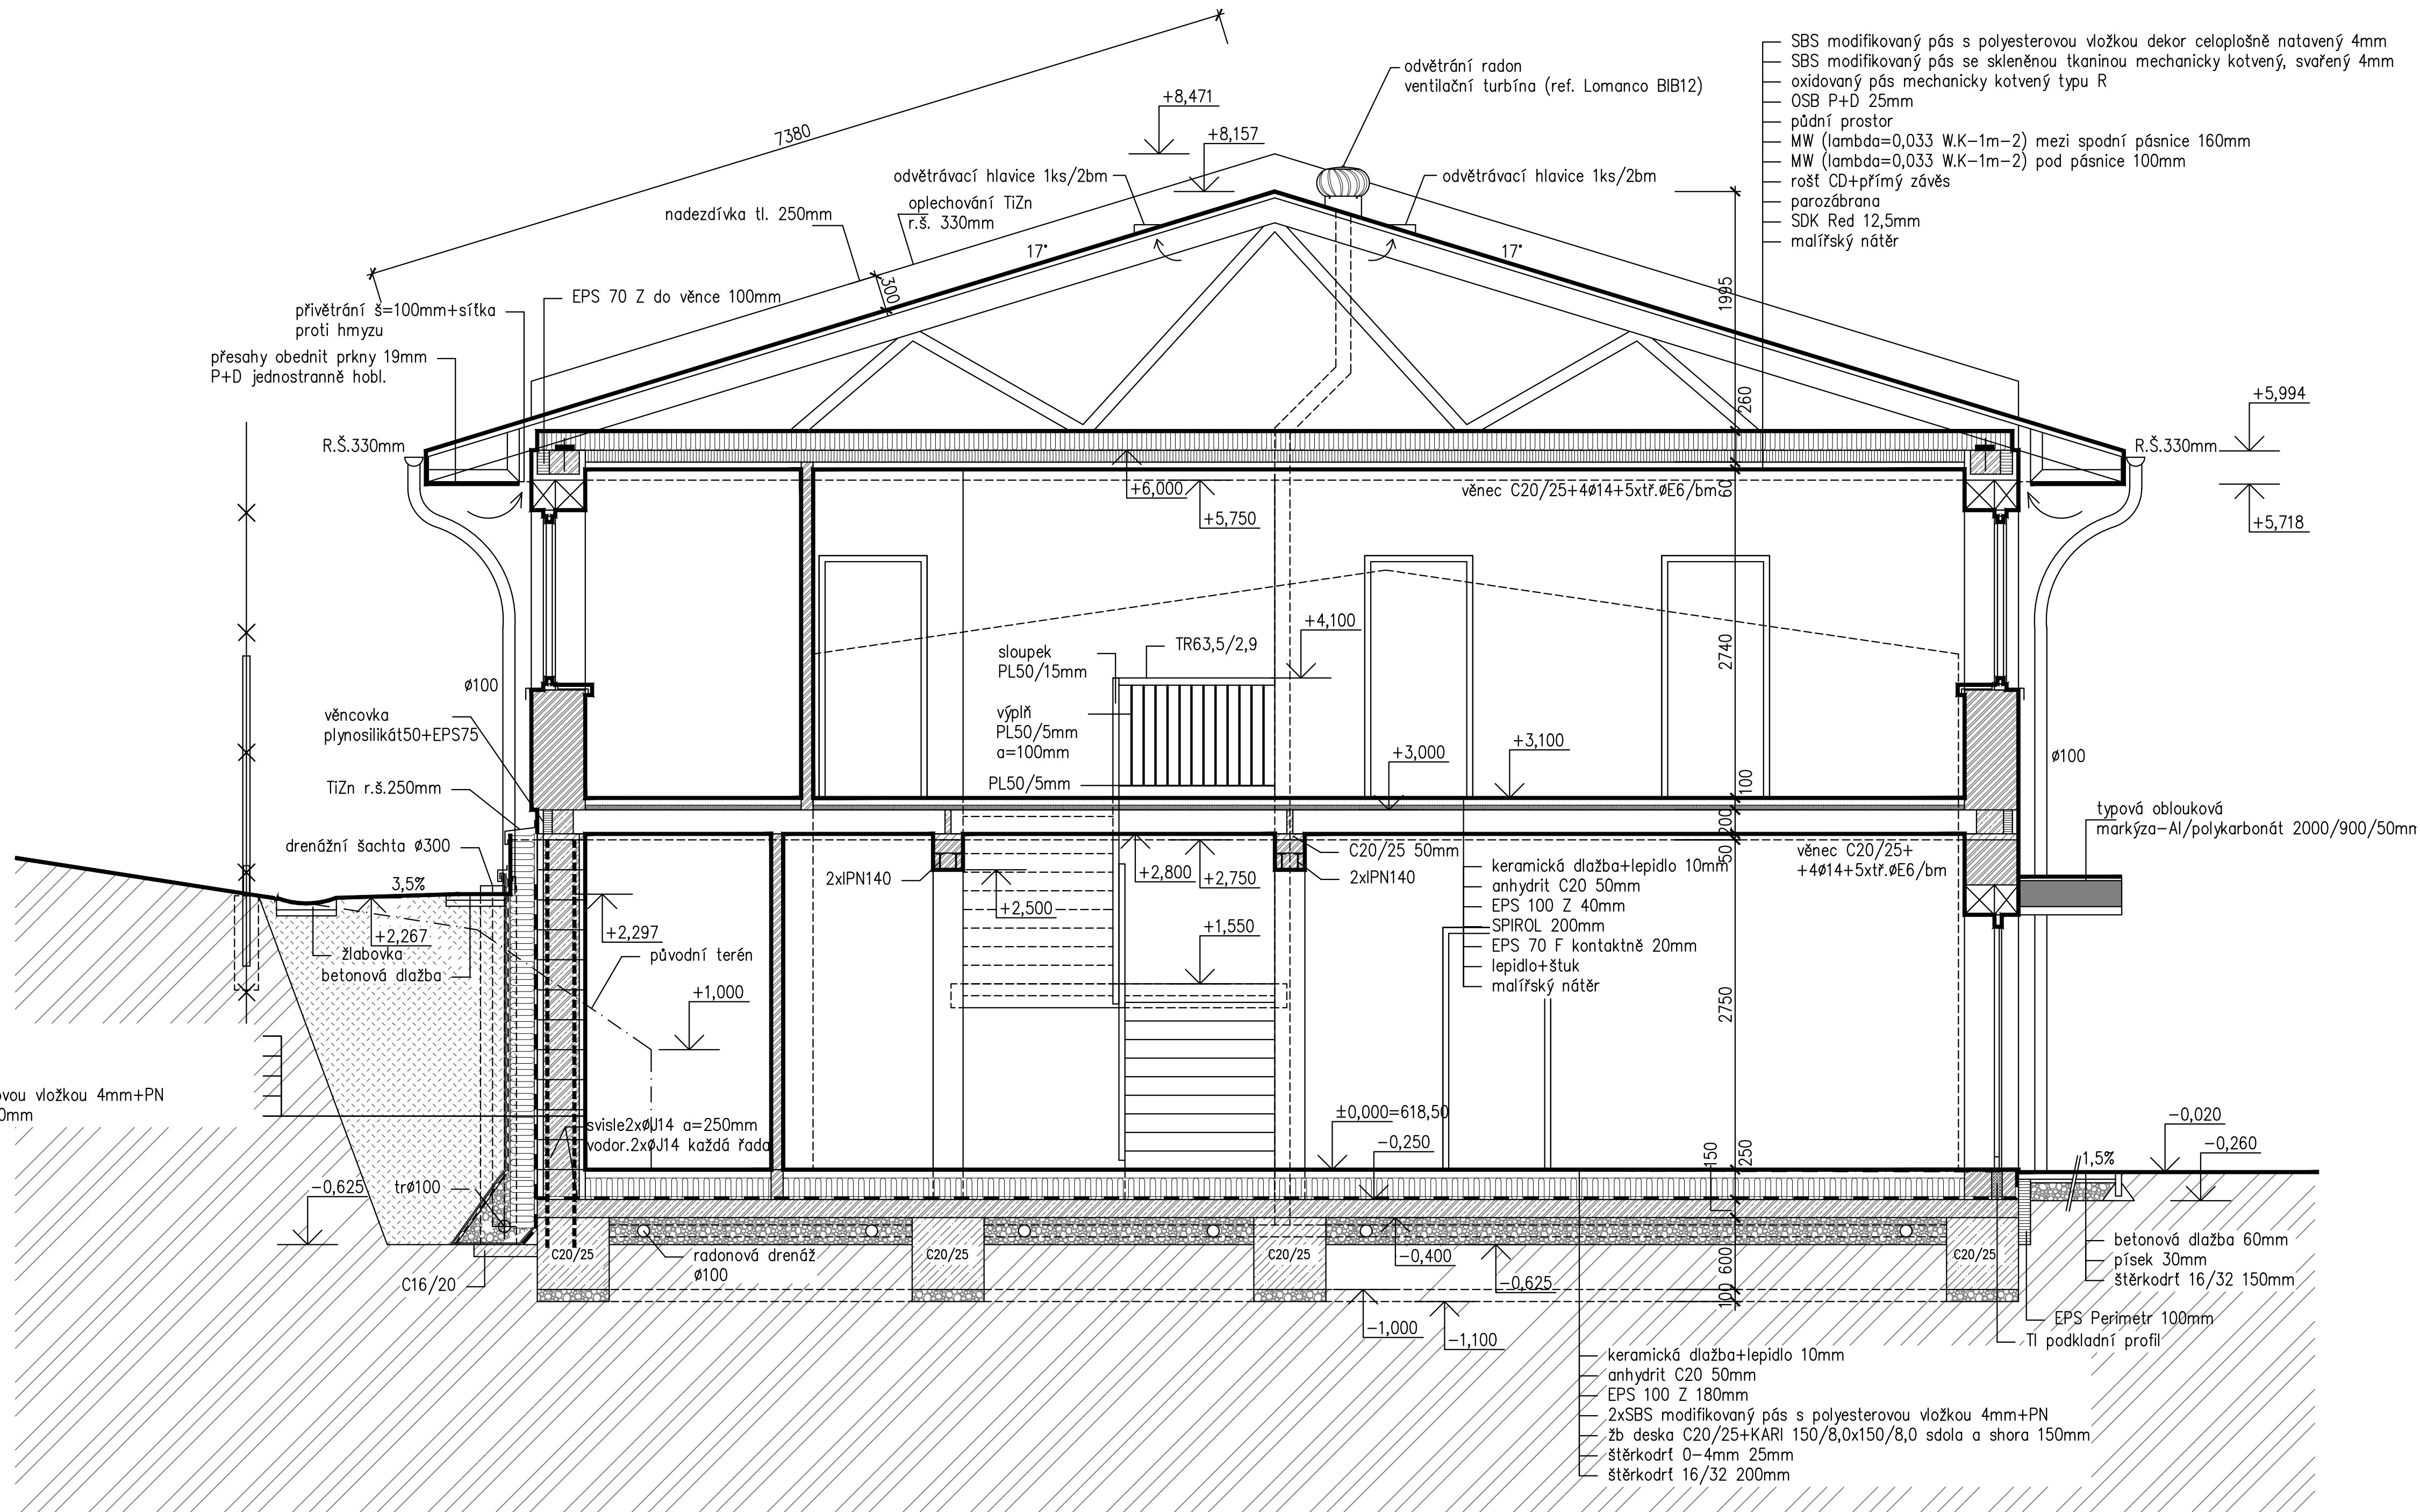 7380
+8,471
+8,157
odvětrání radon
ventilační turbína (ref. Lomanco BIB12)
SBS modifikovaný pás s polyesterovou vložkou dekor celoplošně natavený 4mm
SBS modifikovaný pás se skleněnou tkaninou mechanicky kotvený, svařený 4mm
oxidovaný pás mechanicky kotvený typu R
OSB P+D 25mm
půdní prostor
MW (lambda=0,033 W.K-1m-2) mezi spodní pásnice 160mm
MW (lambda=0,033 W.K-1m-2) pod pásnice 100mm
rošt CD+přímý závěs
parozábrana
SDK Red 12,5mm
malířský nátěr
odvětrávací hlavice 1ks/2bm
odvětrávací hlavice 1ks/2bm
nadezdívka tl. 250mm
oplechování TiZn
r.š. 330mm
17°
17°
300
1995
EPS 70 Z do věnce 100mm
přivětrání š=100mm+síťka
proti hmyzu
přesahy obednit prkny 19mm
P+D jednostranně hobl.
260
+5,994
R.Š.330mm
R.Š.330mm
+6,000
+5,750
věnec C20/25+4ø14+5xtř.øE6/bm
60
+5,718
+4,100
TR63,5/2,9
sloupek
PL50/15mm
2740
ø100
výplň
PL50/5mm
a=100mm
PL50/5mm
věncovka
plynosilikát50+EPS75
+3,000
+3,100
100
ø100
TiZn r.š.250mm
typová oblouková
markýza-Al/polykarbonát 2000/900/50mm
drenážní šachta ø300
200
50
C20/25 50mm
2xIPN140
2xIPN140
+2,800
+2,750
věnec C20/25+
+4ø14+5xtř.øE6/bm
3,5%
+2,500
keramická dlažba+lepidlo 10mm
anhydrit C20 50mm
EPS 100 Z 40mm
SPIROL 200mm
EPS 70 F kontaktně 20mm
lepidlo+štuk
malířský nátěr
+2,267
+2,297
žlabovka
betonová dlažba
původní terén
+1,550
+1,000
2750
ovou vložkou 4mm+PN
0mm
svisle2xøJ14 a=250mm
vodor.2xøJ14 každá řada
±0,000=618,50
-0,250
150
250
-0,020
-0,260
1,5%
-0,625
trø100
C20/25
C20/25
C20/25
C20/25
radonová drenáž
ø100
-0,400
-0,625
600
100
C16/20
-1,000
-1,100
betonová dlažba 60mm
písek 30mm
štěrkodrť 16/32 150mm
EPS Perimetr 100mm
TI podkladní profil
keramická dlažba+lepidlo 10mm
anhydrit C20 50mm
EPS 100 Z 180mm
2xSBS modifikovaný pás s polyesterovou vložkou 4mm+PN
žb deska C20/25+KARI 150/8,0x150/8,0 sdola a shora 150mm
štěrkodrť 0-4mm 25mm
štěrkodrť 16/32 200mm